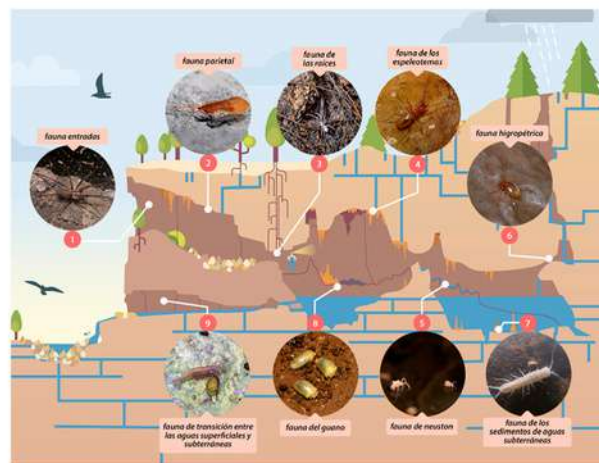 fauna parietal
fauna de
las raíces
fauna de los
espeleotemas
fauna entradas
fauna higropétrica
1
2
3
4
6
9
8
5
7
fauna de transición entre
las aguas superficiales y
subterráneas
fauna del guano
fauna de neuston
fauna de los
sedimentos de aguas
subterráneas